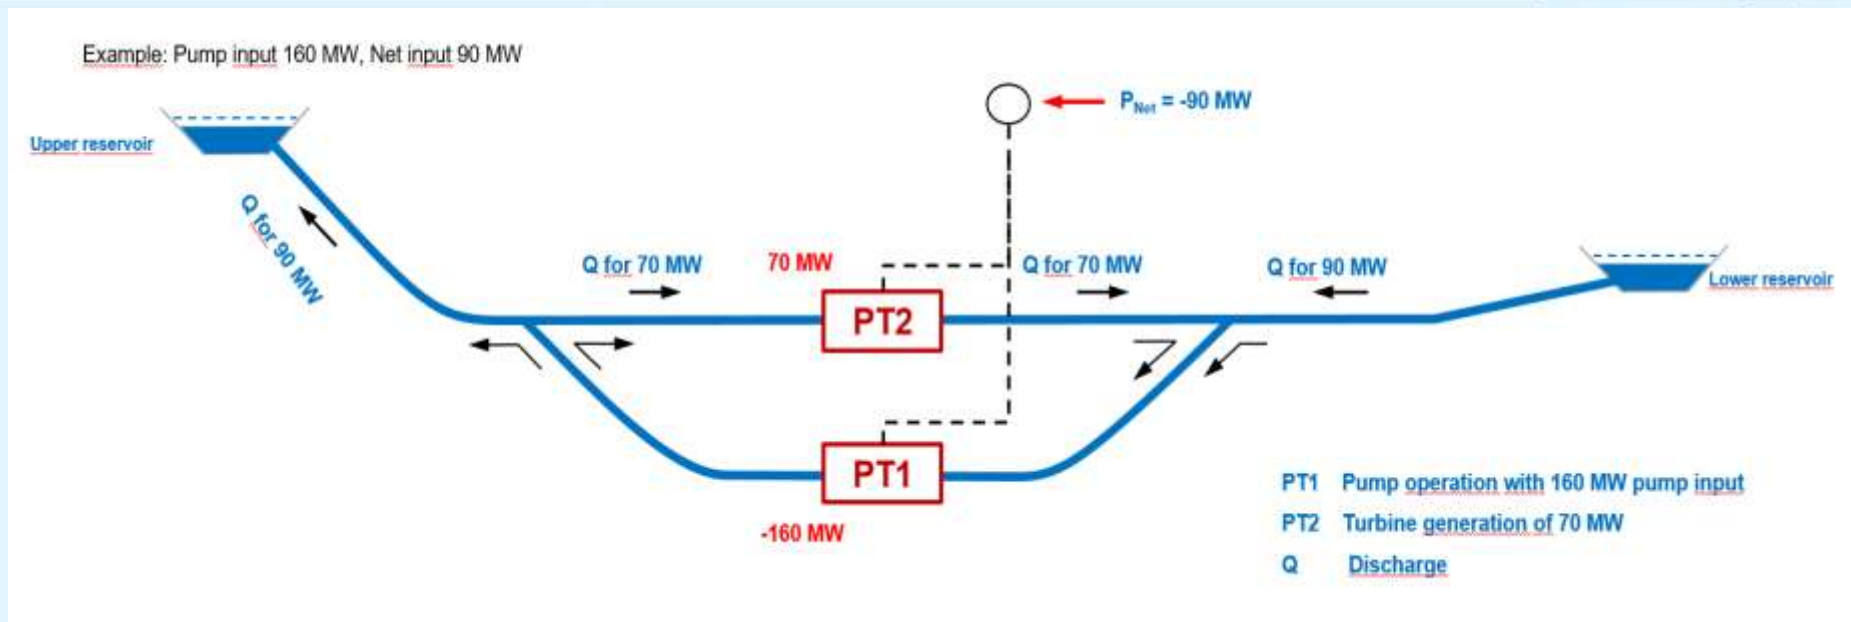 Example: Pump input 160 MW, Net input 90 MW
P_Net = -90 MW
Upper reservoir
Q for 90 MW
Q for 70 MW
70 MW
Q for 70 MW
Q for 90 MW
Lower reservoir
PT2
PT1
-160 MW
PT1 Pump operation with 160 MW pump input
PT2 Turbine generation of 70 MW
Q Discharge